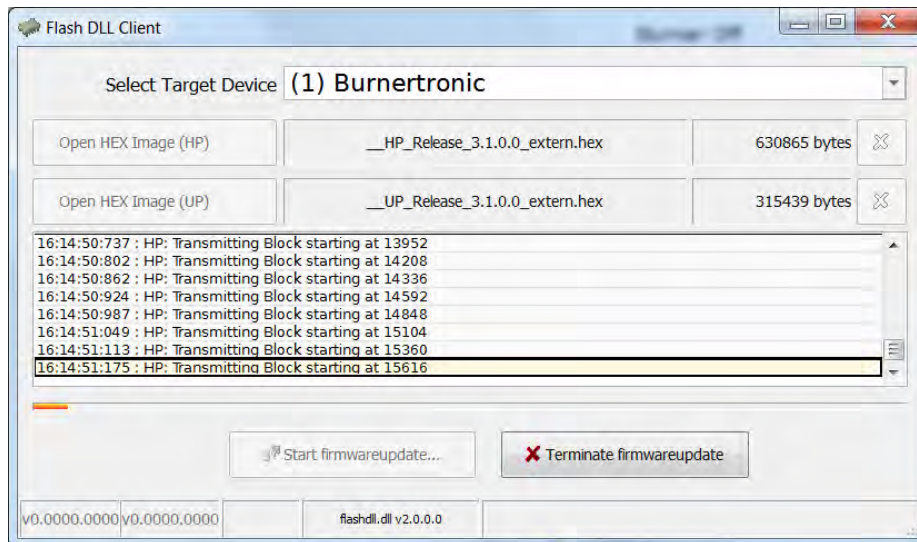 Flash DLL Client
Select Target Device (1) Burnertronic
Open HEX Image (HP) __HP_Release_3.1.0.0_extern.hex 630865 bytes
Open HEX Image (UP) __UP_Release_3.1.0.0_extern.hex 315439 bytes
16:14:50:737 : HP: Transmitting Block starting at 13952
16:14:50:802 : HP: Transmitting Block starting at 14208
16:14:50:862 : HP: Transmitting Block starting at 14336
16:14:50:924 : HP: Transmitting Block starting at 14592
16:14:50:987 : HP: Transmitting Block starting at 14848
16:14:51:049 : HP: Transmitting Block starting at 15104
16:14:51:113 : HP: Transmitting Block starting at 15360
16:14:51:175 : HP: Transmitting Block starting at 15616
Start firmwareupdate... Terminate firmwareupdate
v0.0000.0000 v0.0000.0000 flashdll.dll v2.0.0.0